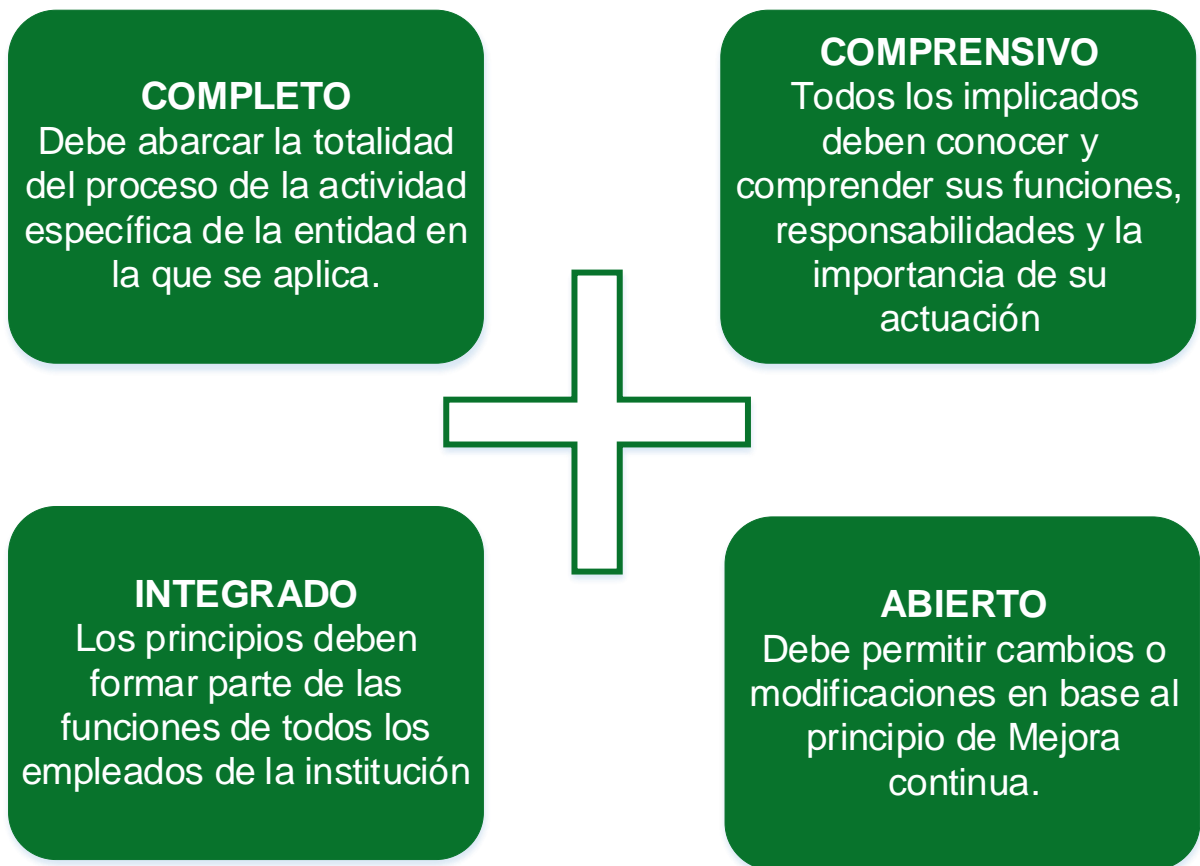 COMPLETO
Debe abarcar la totalidad
del proceso de la actividad
específica de la entidad en
la que se aplica.
COMPRENSIVO
Todos los implicados
deben conocer y
comprender sus funciones,
responsabilidades y la
importancia de su
actuación
INTEGRADO
Los principios deben
formar parte de las
funciones de todos los
empleados de la institución
ABIERTO
Debe permitir cambios o
modificaciones en base al
principio de Mejora
continua.